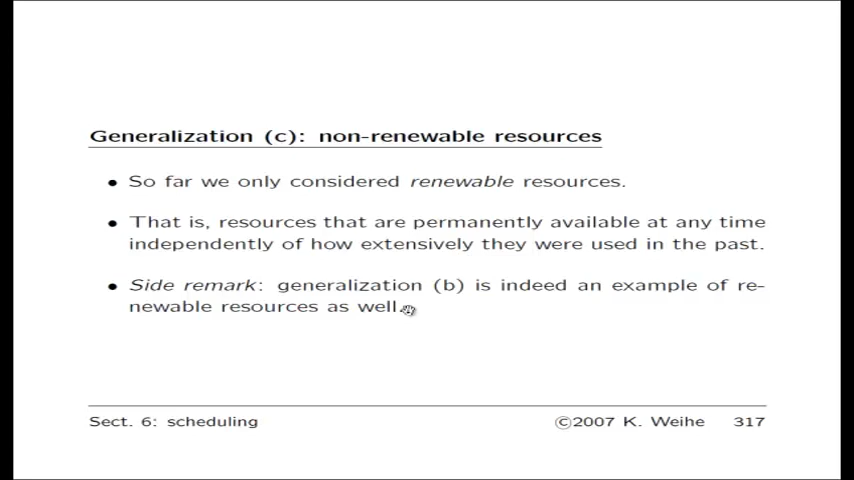 Generalization (c): non-renewable resources
• So far we only considered renewable resources.
• That is, resources that are permanently available at any time
independently of how extensively they were used in the past.
• Side remark: generalization (b) is indeed an example of re-
newable resources as well.
Sect. 6: scheduling ©2007 K. Weihe 317